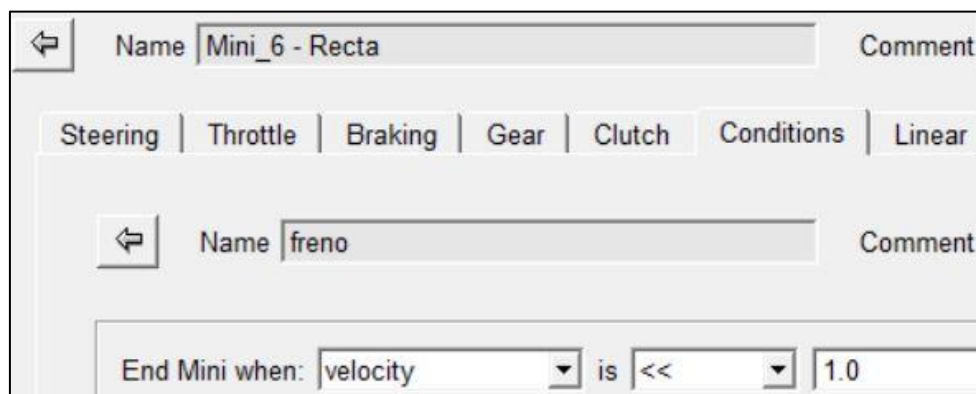 Name Mini_6 - Recta Comment
Steering Throttle Braking Gear Clutch Conditions Linear
Name freno Comment
End Mini when: velocity is << 1.0